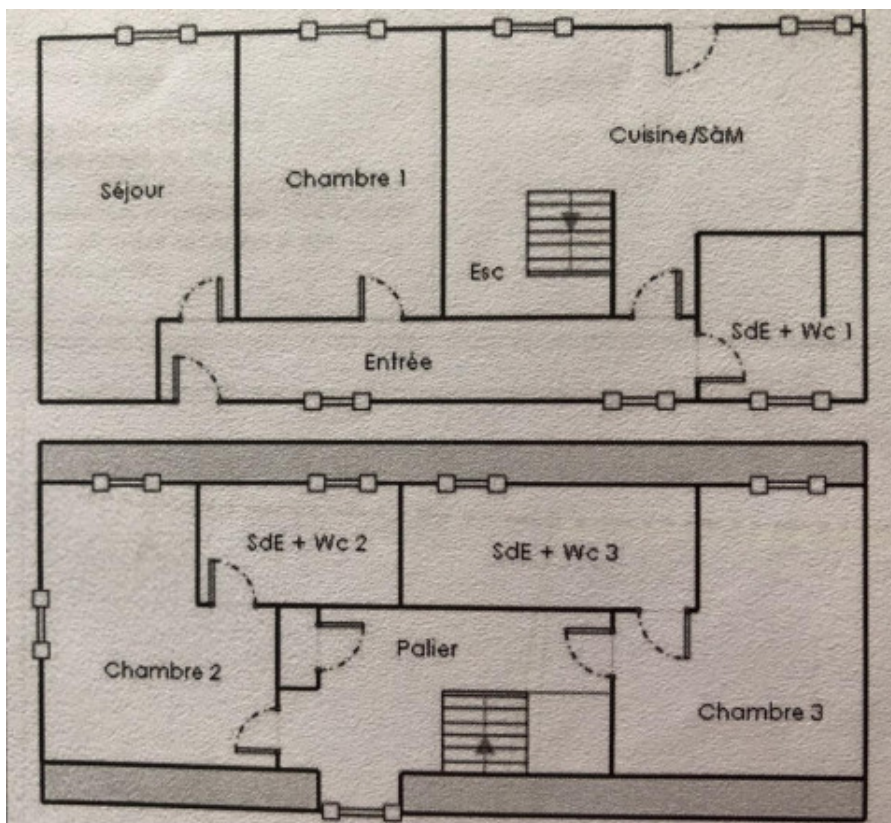 Séjour
Chambre 1
Cuisine/SàM
Esc
Entrée
SdE + Wc 1
SdE + Wc 2
SdE + Wc 3
Chambre 2
Palier
Chambre 3